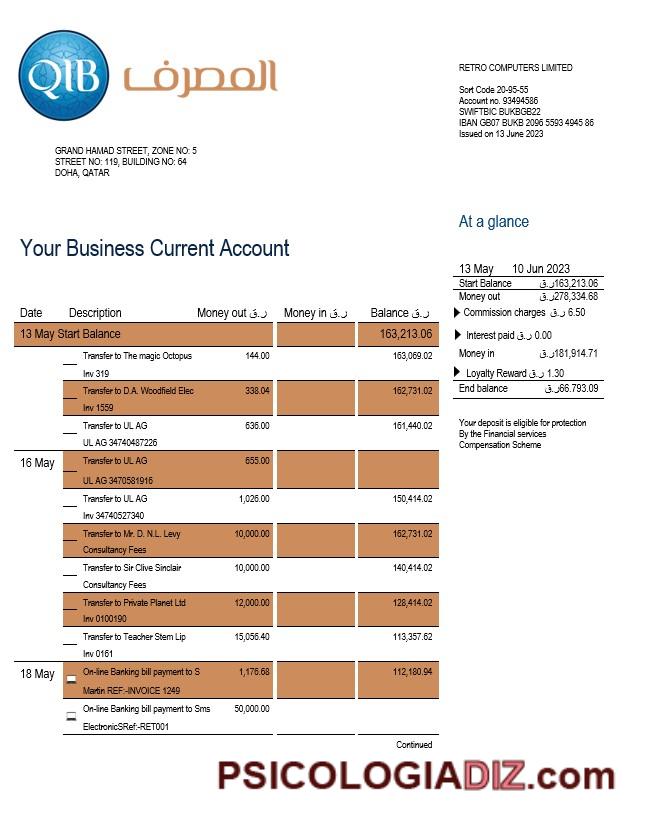 QIB المصرف
RETRO COMPUTERS LIMITED
Sort Code 20-95-55
Account no. 93494586
SWIFTBIC BUKBGB22
IBAN GB07 BUKB 2096 5593 4945 86
Issued on 13 June 2023
GRAND HAMAD STREET, ZONE NO: 5
STREET NO: 119, BUILDING NO: 64
DOHA, QATAR
At a glance
Your Business Current Account
13 May 10 Jun 2023
Start Balance ر.ق163,213.06
Money out ر.ق278,334.68
Commission charges ر.ق 6.50
Interest paid ر.ق 0.00
Money in ر.ق181,914.71
Loyalty Reward ر.ق 1.30
End balance ر.ق66.793.09
Your deposit is eligible for protection
By the Financial services
Compensation Scheme
Date Description Money out ر.ق Money in ر.ق Balance ر.ق
13 May Start Balance 163,213.06
Transfer to The magic Octopus 144.00 163,069.02
Inv 319
Transfer to D.A. Woodfield Elec 338.04 162,731.02
Inv 1559
Transfer to UL AG 636.00 161,440.02
UL AG 34740487226
16 May Transfer to UL AG 655.00
UL AG 3470581916
Transfer to UL AG 1,026.00 150,414.02
Inv 34740527340
Transfer to Mr. D. N.L. Levy 10,000.00 162,731.02
Consultancy Fees
Transfer to Sir Clive Sinclair 10,000.00 140,414.02
Consultancy Fees
Transfer to Private Planet Ltd 12,000.00 128,414.02
Inv 0100190
Transfer to Teacher Stem Lip 15,056.40 113,357.62
Inv 0161
18 May On-line Banking bill payment to S 1,176.68 112,180.94
Martin REF:-INVOICE 1249
On-line Banking bill payment to Sms 50,000.00
ElectronicSRef:-RET001
Continued
PSICOLOGIADIZ.com